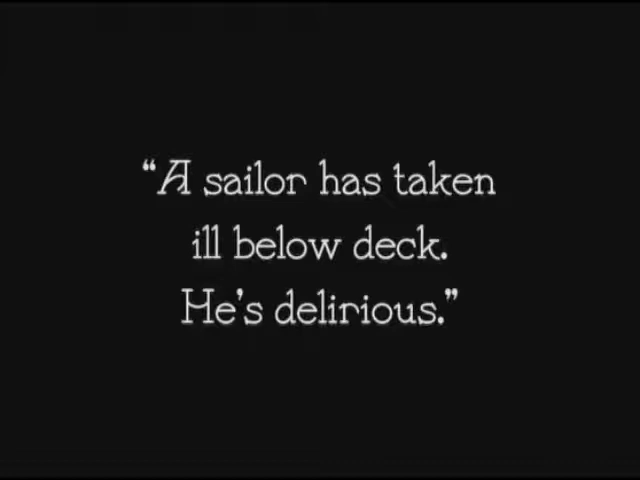 “A sailor has taken
ill below deck.
He’s delirious.”